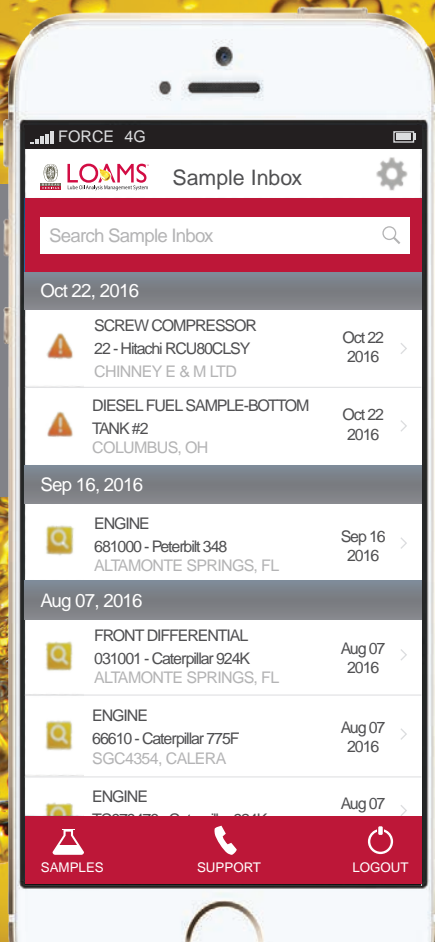 FORCE 4G
LOAMS
Lube Oil Analysis Management System
Sample Inbox
Search Sample Inbox
Oct 22, 2016
SCREW COMPRESSOR
22 - Hitachi RCU80CLSY
CHINNEY E & M LTD
Oct 22
2016
DIESEL FUEL SAMPLE-BOTTOM
TANK #2
COLUMBUS, OH
Oct 22
2016
Sep 16, 2016
ENGINE
681000 - Peterbilt 348
ALTAMONTE SPRINGS, FL
Sep 16
2016
Aug 07, 2016
FRONT DIFFERENTIAL
031001 - Caterpillar 924K
ALTAMONTE SPRINGS, FL
Aug 07
2016
ENGINE
66610 - Caterpillar 775F
SGC4354, CALERA
Aug 07
2016
ENGINE
Aug 07
SAMPLES
SUPPORT
LOGOUT